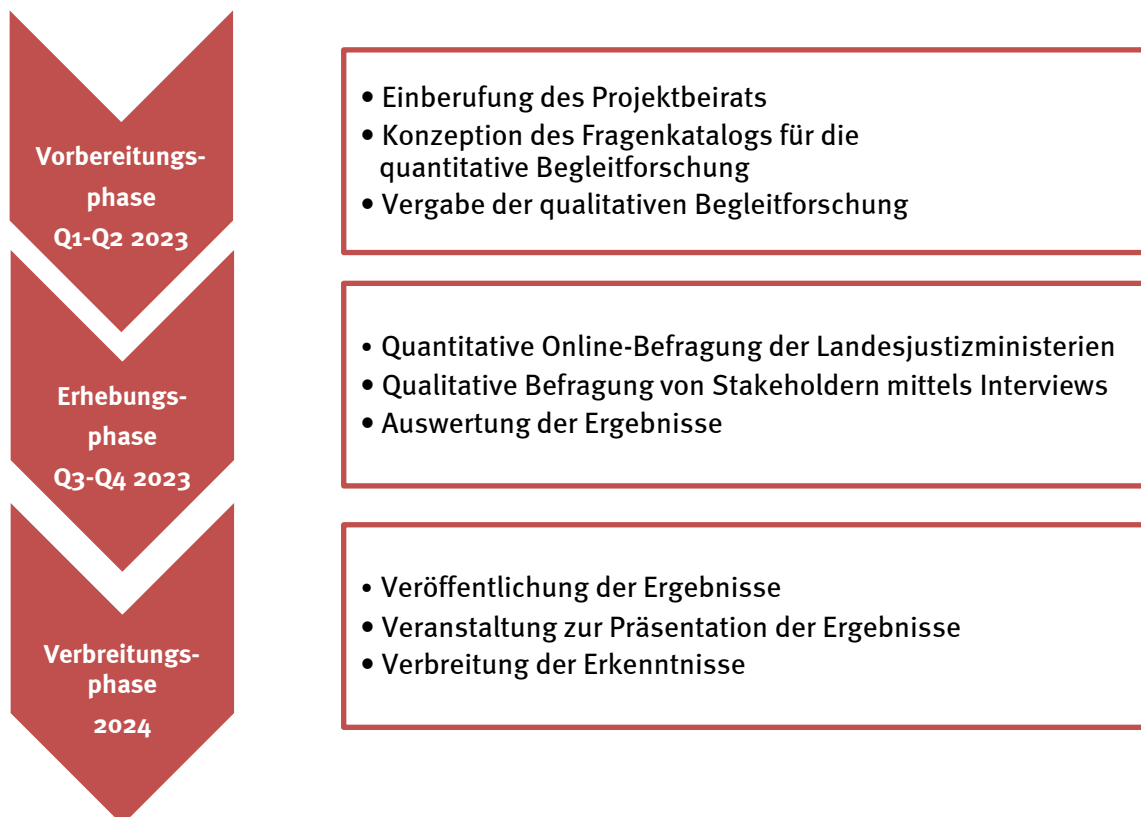 Vorbereitungs-
phase
Q1-Q2 2023
• Einberufung des Projektbeirats
• Konzeption des Fragenkatalogs für die
quantitative Begleitforschung
• Vergabe der qualitativen Begleitforschung
Erhebungs-
phase
Q3-Q4 2023
• Quantitative Online-Befragung der Landesjustizministerien
• Qualitative Befragung von Stakeholdern mittels Interviews
• Auswertung der Ergebnisse
Verbreitungs-
phase
2024
• Veröffentlichung der Ergebnisse
• Veranstaltung zur Präsentation der Ergebnisse
• Verbreitung der Erkenntnisse